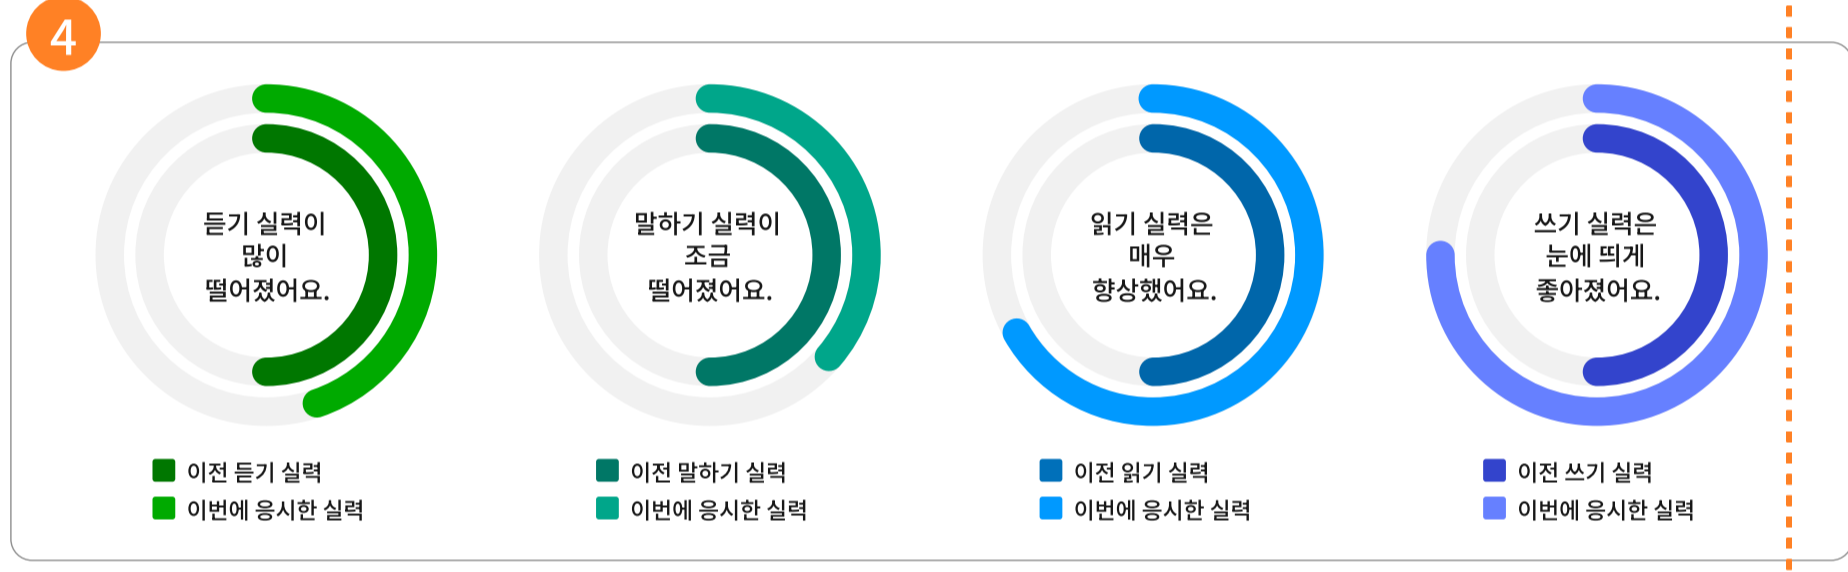 4
듣기 실력이
많이
떨어졌어요.
말하기 실력이
조금
떨어졌어요.
읽기 실력은
매우
향상했어요.
쓰기 실력은
눈에 띄게
좋아졌어요.
이전 듣기 실력
이번에 응시한 실력
이전 말하기 실력
이번에 응시한 실력
이전 읽기 실력
이번에 응시한 실력
이전 쓰기 실력
이번에 응시한 실력